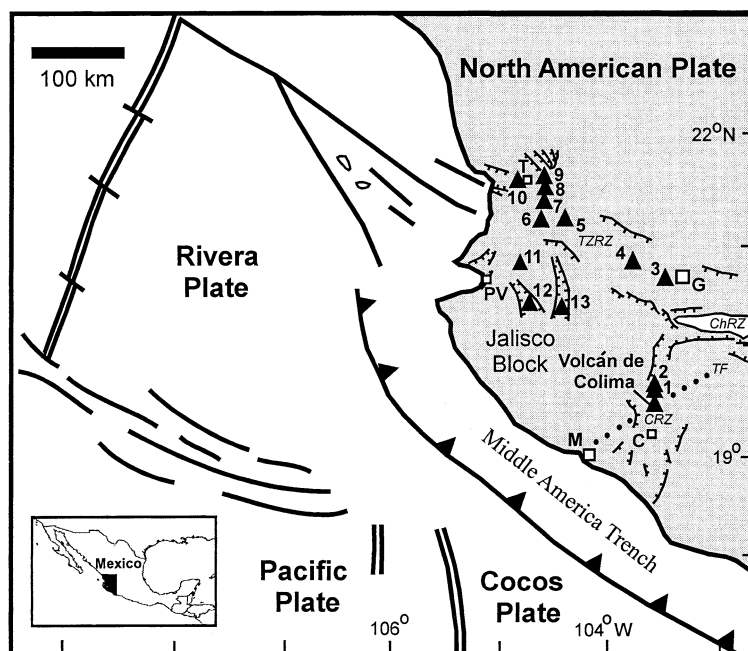 100 km
North American Plate
22°N
T
9
8
10
7
6
5
TZRZ
4
3
G
Rivera
Plate
11
PV
12
13
ChRZ
Jalisco
Block
Volcán de
Colima
2
1
TF
CRZ
M
C
19°
Middle America Trench
Mexico
Pacific
Plate
Cocos
Plate
106°
104°W